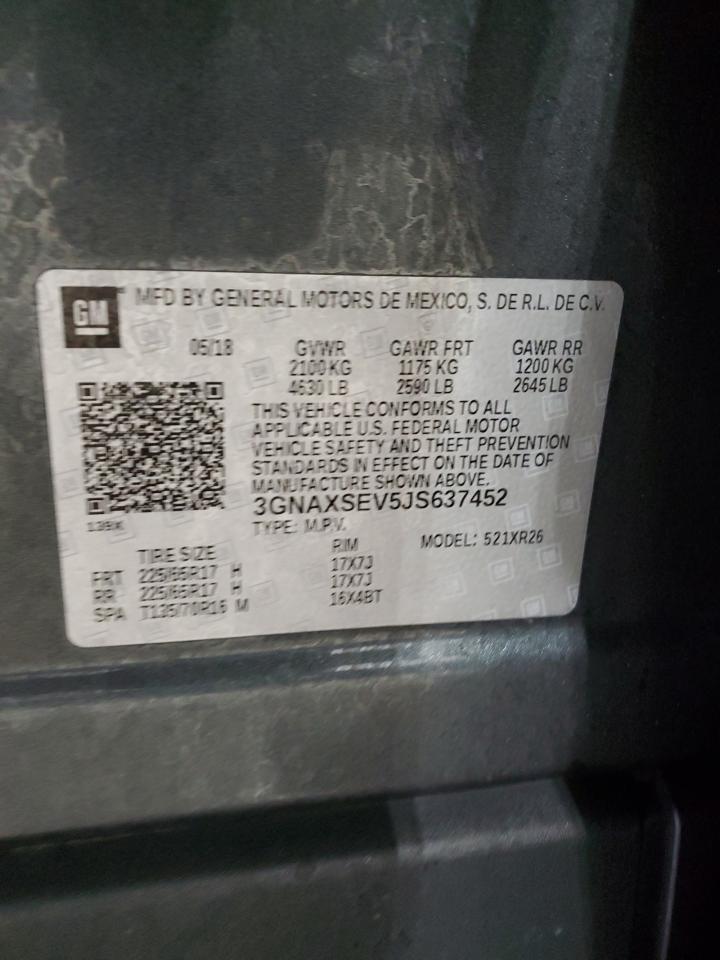 GM
MFD BY GENERAL MOTORS DE MEXICO, S. DE R.L. DE C.V.
05/18 GVWR GAWR FRT GAWR RR
2100 KG 1175 KG 1200 KG
4630 LB 2590 LB 2645 LB
THIS VEHICLE CONFORMS TO ALL
APPLICABLE U.S. FEDERAL MOTOR
VEHICLE SAFETY AND THEFT PREVENTION
STANDARDS IN EFFECT ON THE DATE OF
MANUFACTURE SHOWN ABOVE.
3GNAXSEV5JS637452
TYPE: M.P.V. MODEL: 521XR26
TIRE SIZE RIM
FRT 225/65R17 H 17X7J
RR 225/65R17 H 17X7J
SPA T135/70R16 M 16X4BT